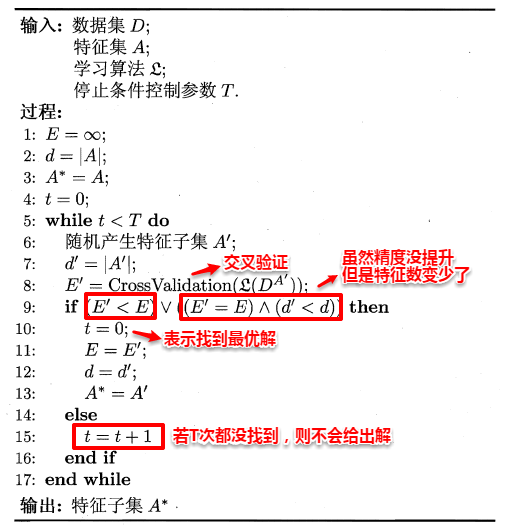 输入: 数据集 D;
特征集 A;
学习算法 𝔏;
停止条件控制参数 T.
过程:
1: E = ∞;
2: d = |A|;
3: A* = A;
4: t = 0;
5: while t < T do
6: 随机产生特征子集 A′;
7: d′ = |A′|;
交叉验证
虽然精度没提升
但是特征数变少了
8: E′ = CrossValidation(𝔏(D^A′));
9: if (E′ < E) ∨ ((E′ = E) ∧ (d′ < d)) then
10: t = 0; 表示找到最优解
11: E = E′;
12: d = d′;
13: A* = A′
14: else
15: t = t + 1 若T次都没找到，则不会给出解
16: end if
17: end while
输出: 特征子集 A*